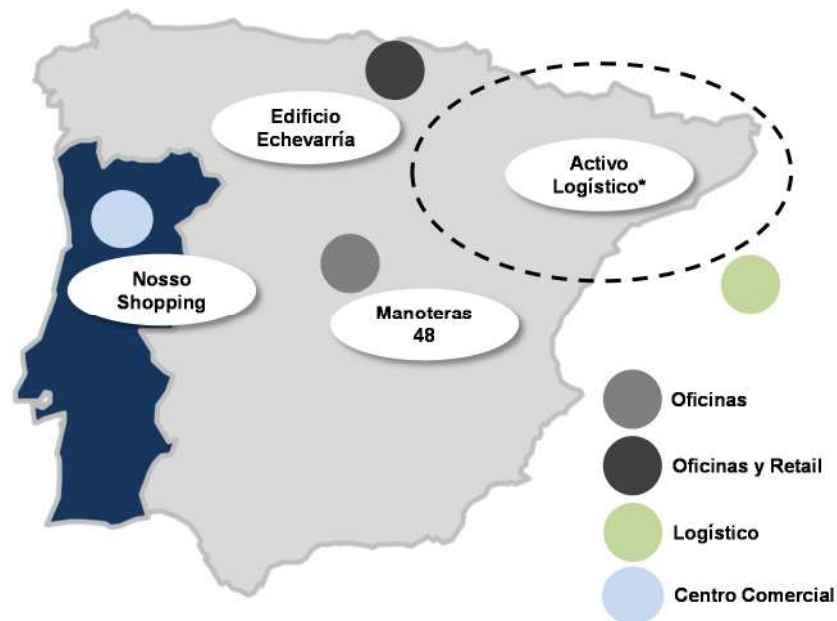 Edificio
Echevarría
Activo
Logístico*
Nosso
Shopping
Manoteras
48
Oficinas
Oficinas y Retail
Logístico
Centro Comercial